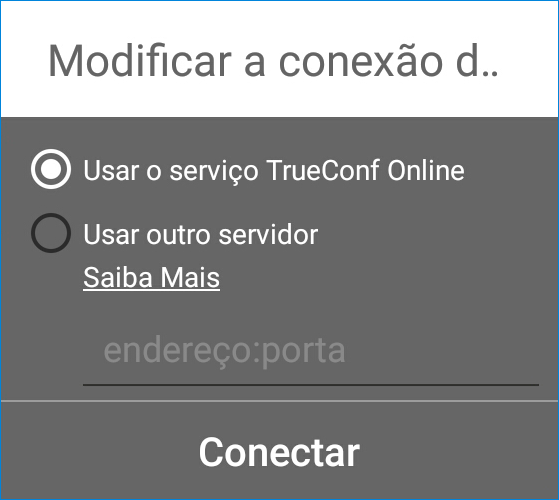 Modificar a conexão d..
Usar o serviço TrueConf Online
Usar outro servidor
Saiba Mais
endereço:porta
Conectar